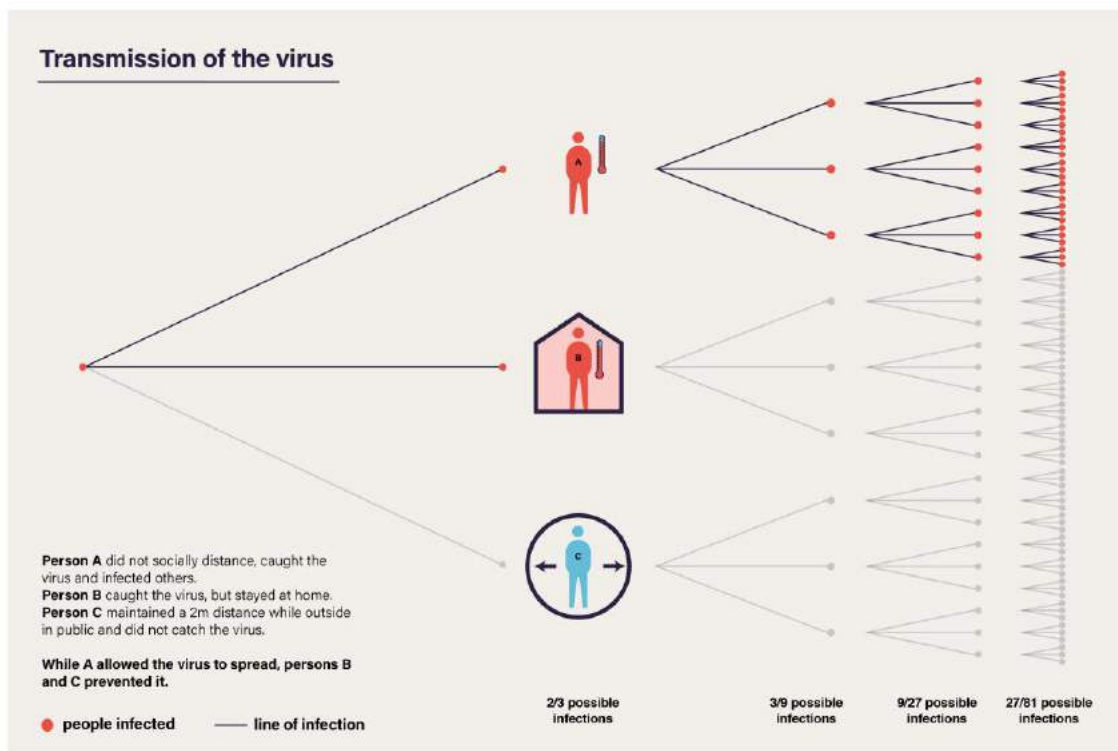 Transmission of the virus
A
B
C
Person A did not socially distance, caught the
virus and infected others.
Person B caught the virus, but stayed at home.
Person C maintained a 2m distance while outside
in public and did not catch the virus.
While A allowed the virus to spread, persons B
and C prevented it.
people infected
line of infection
2/3 possible
infections
3/9 possible
infections
9/27 possible
infections
27/81 possible
infections